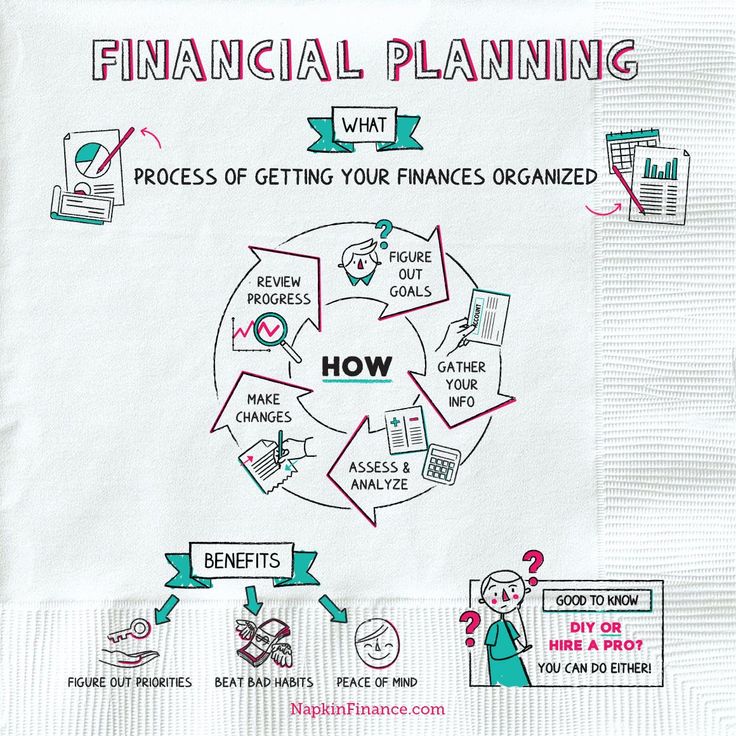 FINANCIAL PLANNING
WHAT
PROCESS OF GETTING YOUR FINANCES ORGANIZED
FIGURE
OUT
GOALS
ACCOUNT
GATHER
YOUR
INFO
ASSESS &
ANALYZE
MAKE
CHANGES
REVIEW
PROGRESS
HOW
BENEFITS
FIGURE OUT PRIORITIES
BEAT BAD HABITS
PEACE OF MIND
GOOD TO KNOW
DIY OR
HIRE A PRO?
YOU CAN DO EITHER!
NapkinFinance.com